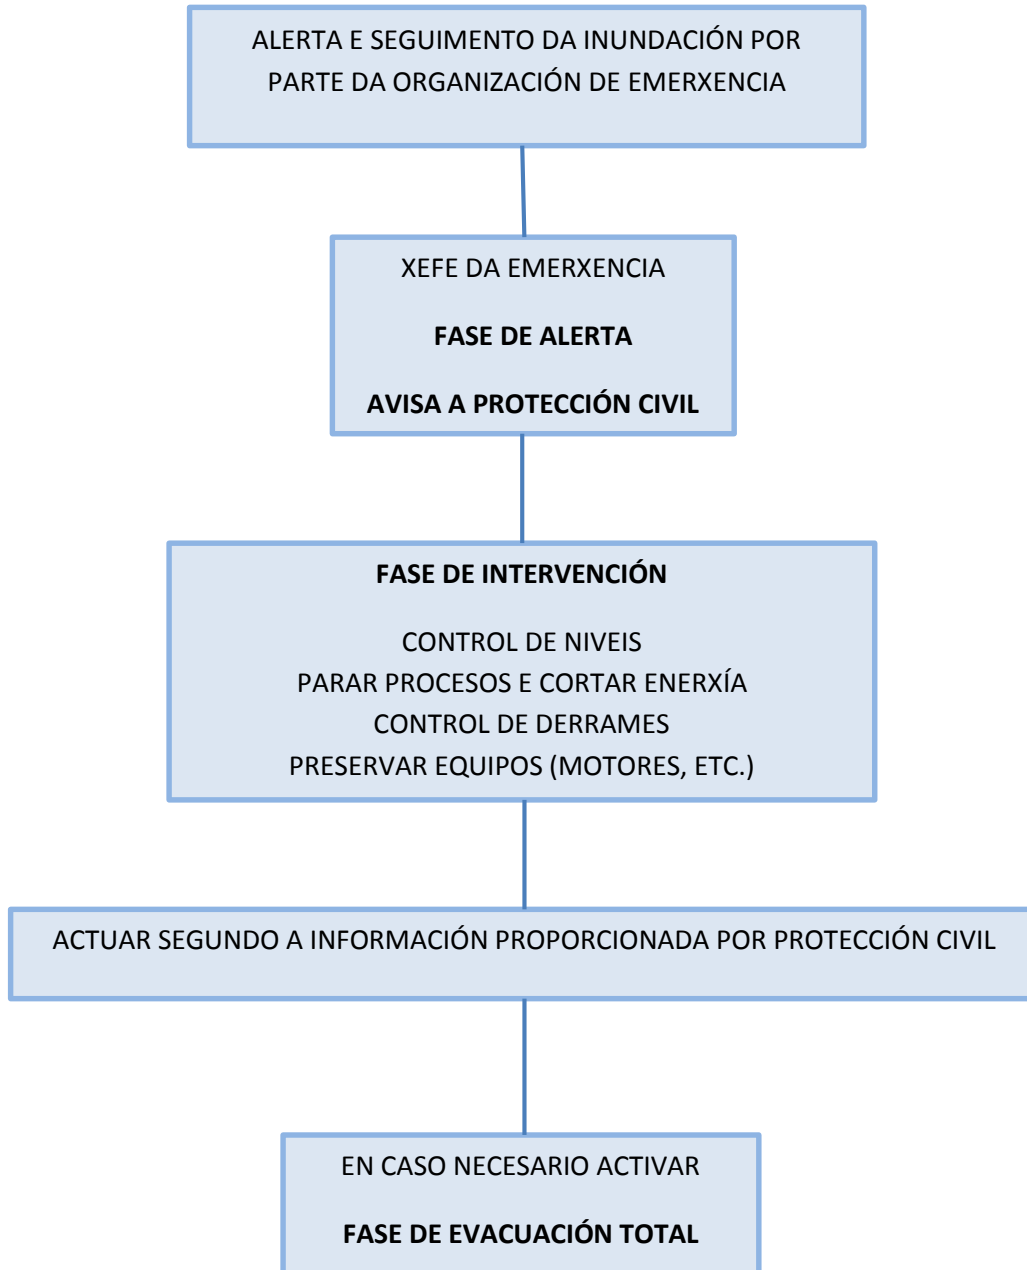 ALERTA E SEGUIMENTO DA INUNDACIÓN POR
PARTE DA ORGANIZACIÓN DE EMERXENCIA
XEFE DA EMERXENCIA
FASE DE ALERTA
AVISA A PROTECCIÓN CIVIL
FASE DE INTERVENCIÓN
CONTROL DE NIVEIS
PARAR PROCESOS E CORTAR ENERXÍA
CONTROL DE DERRAMES
PRESERVAR EQUIPOS (MOTORES, ETC.)
ACTUAR SEGUNDO A INFORMACIÓN PROPORCIONADA POR PROTECCIÓN CIVIL
EN CASO NECESARIO ACTIVAR
FASE DE EVACUACIÓN TOTAL